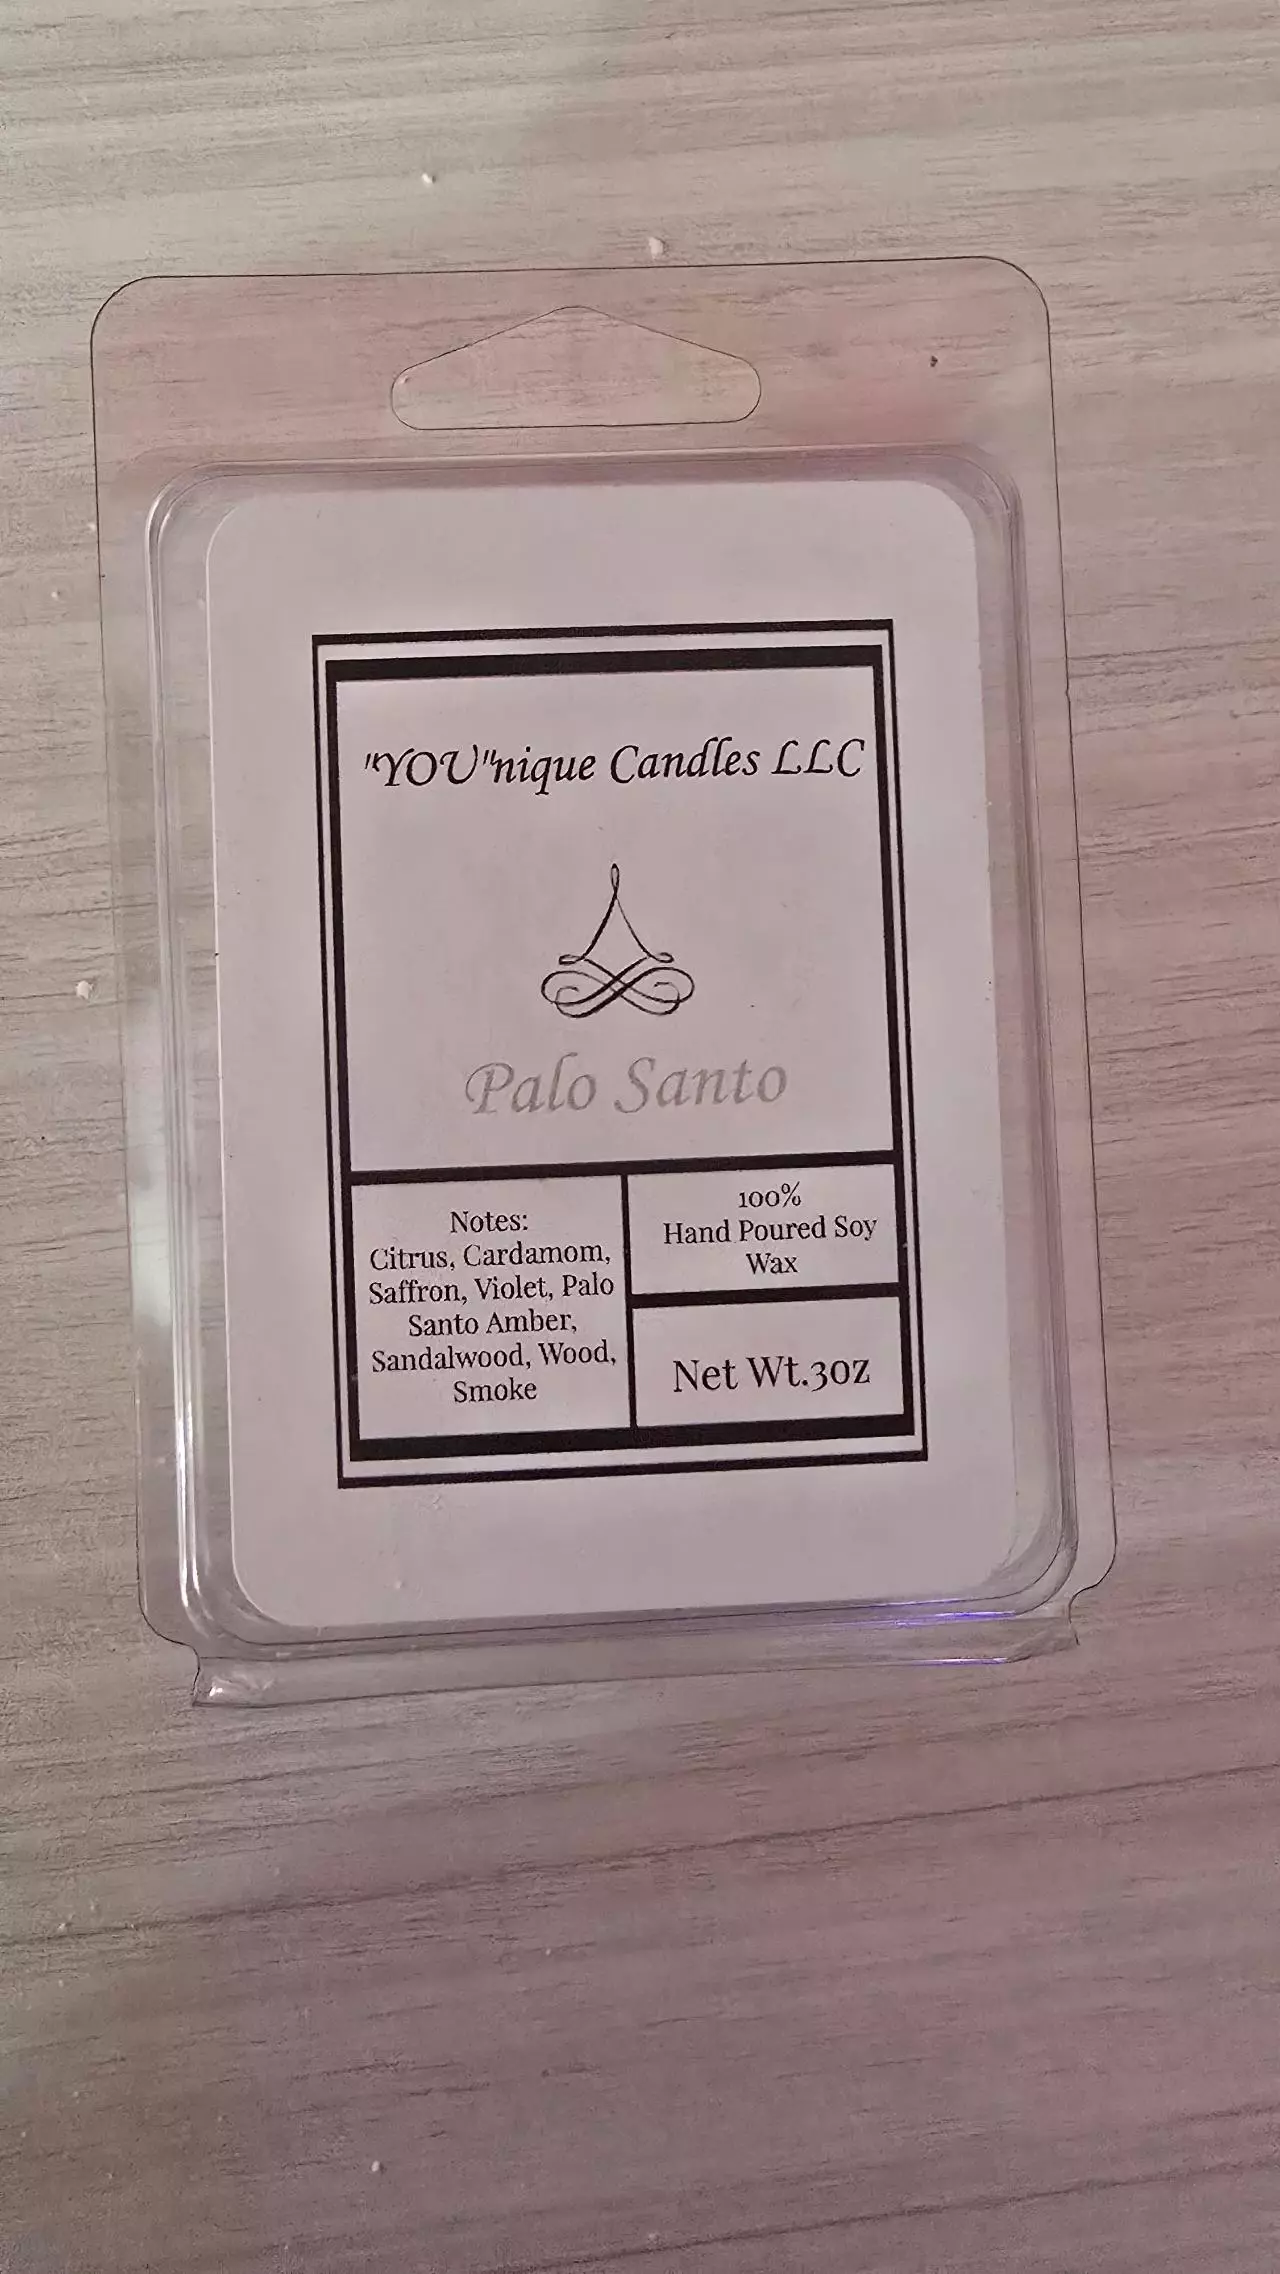 "YOU"nique Candles LLC
Palo Santo
Notes:
Citrus, Cardamom,
Saffron, Violet, Palo
Santo Amber,
Sandalwood, Wood,
Smoke
100%
Hand Poured Soy
Wax
Net Wt.3oz